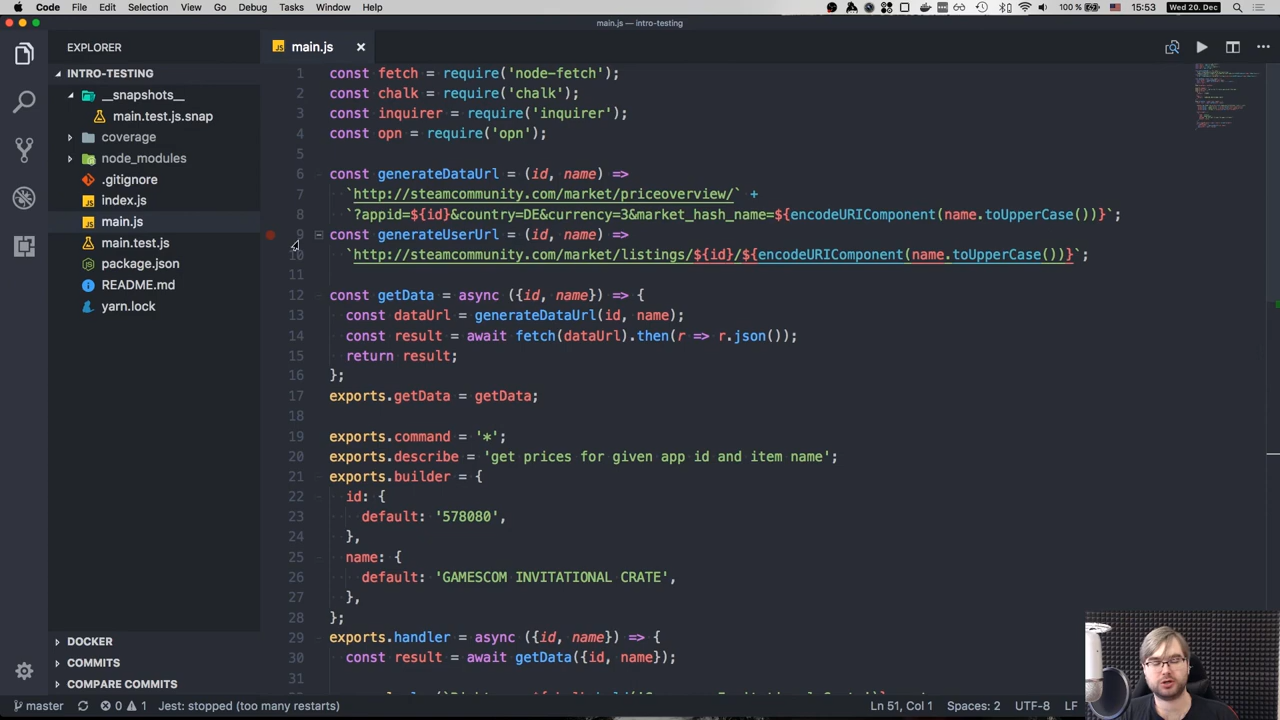 Code File Edit Selection View Go Debug Tasks Window Help 100 % 15:53 Wed 20. Dec
main.js — intro-testing
EXPLORER
main.js
INTRO-TESTING
__snapshots__
main.test.js.snap
coverage
node_modules
.gitignore
index.js
main.js
main.test.js
package.json
README.md
yarn.lock
DOCKER
COMMITS
COMPARE COMMITS
1 const fetch = require('node-fetch');
2 const chalk = require('chalk');
3 const inquirer = require('inquirer');
4 const opn = require('opn');
5
6 const generateDataUrl = (id, name) =>
7 `http://steamcommunity.com/market/priceoverview/` +
8 `?appid=${id}&country=DE&currency=3&market_hash_name=${encodeURIComponent(name.toUpperCase())}`;
9 const generateUserUrl = (id, name) =>
10 `http://steamcommunity.com/market/listings/${id}/${encodeURIComponent(name.toUpperCase())}`;
11
12 const getData = async ({id, name}) => {
13 const dataUrl = generateDataUrl(id, name);
14 const result = await fetch(dataUrl).then(r => r.json());
15 return result;
16 };
17 exports.getData = getData;
18
19 exports.command = '*';
20 exports.describe = 'get prices for given app id and item name';
21 exports.builder = {
22 id: {
23 default: '578080',
24 },
25 name: {
26 default: 'GAMESCOM INVITATIONAL CRATE',
27 },
28 };
29 exports.handler = async ({id, name}) => {
30 const result = await getData({id, name});
31
master 0 1 Jest: stopped (too many restarts) Ln 51, Col 1 Spaces: 2 UTF-8 LF